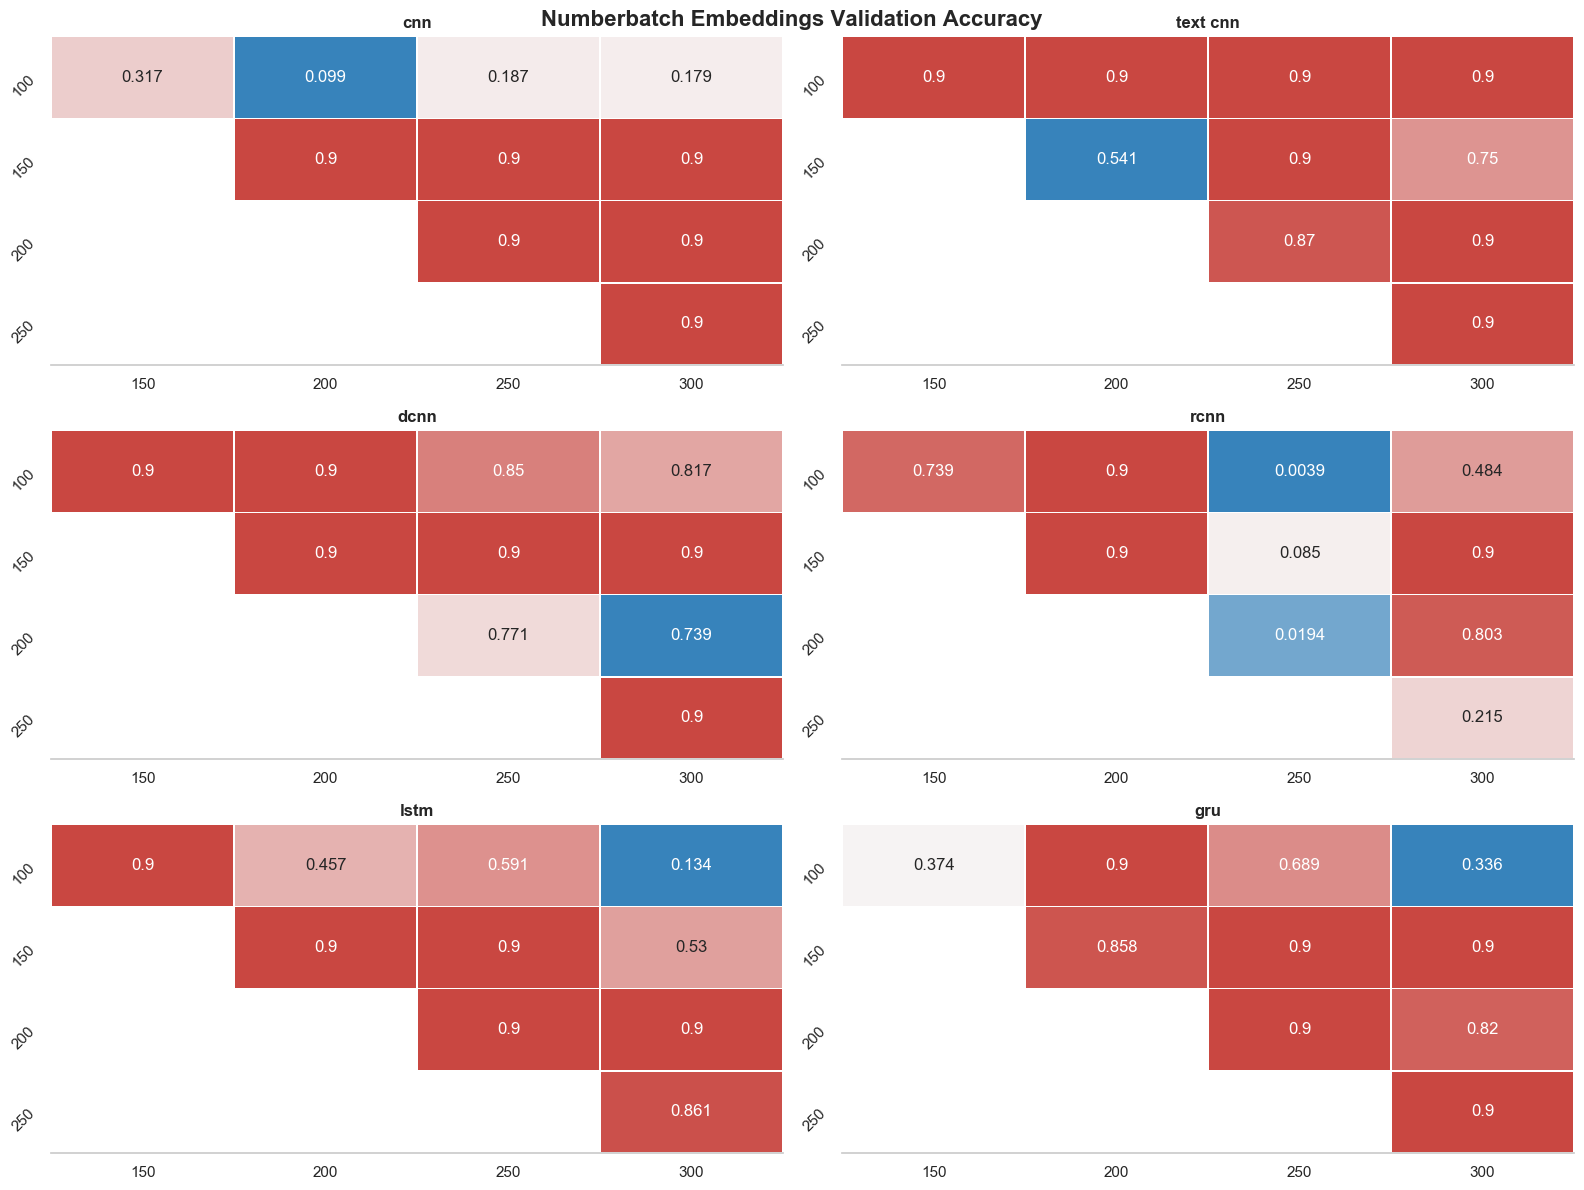 Numberbatch Embeddings Validation Accuracy
cnn
100 0.317 0.099 0.187 0.179
150 0.9 0.9 0.9
200 0.9 0.9
250 0.9
150 200 250 300
text cnn
100 0.9 0.9 0.9 0.9
150 0.541 0.9 0.75
200 0.87 0.9
250 0.9
150 200 250 300
dcnn
100 0.9 0.9 0.85 0.817
150 0.9 0.9 0.9
200 0.771 0.739
250 0.9
150 200 250 300
rcnn
100 0.739 0.9 0.0039 0.484
150 0.9 0.085 0.9
200 0.0194 0.803
250 0.215
150 200 250 300
lstm
100 0.9 0.457 0.591 0.134
150 0.9 0.9 0.53
200 0.9 0.9
250 0.861
150 200 250 300
gru
100 0.374 0.9 0.689 0.336
150 0.858 0.9 0.9
200 0.9 0.82
250 0.9
150 200 250 300